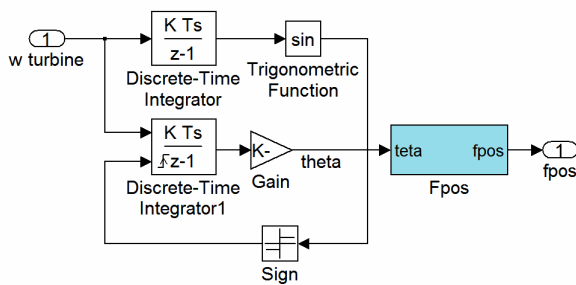 1
w turbine
K Ts
z-1
Discrete-Time
Integrator
sin
Trigonometric
Function
K Ts
z-1
Discrete-Time
Integrator1
K-
Gain
theta
teta
fpos
Fpos
1
fpos
Sign